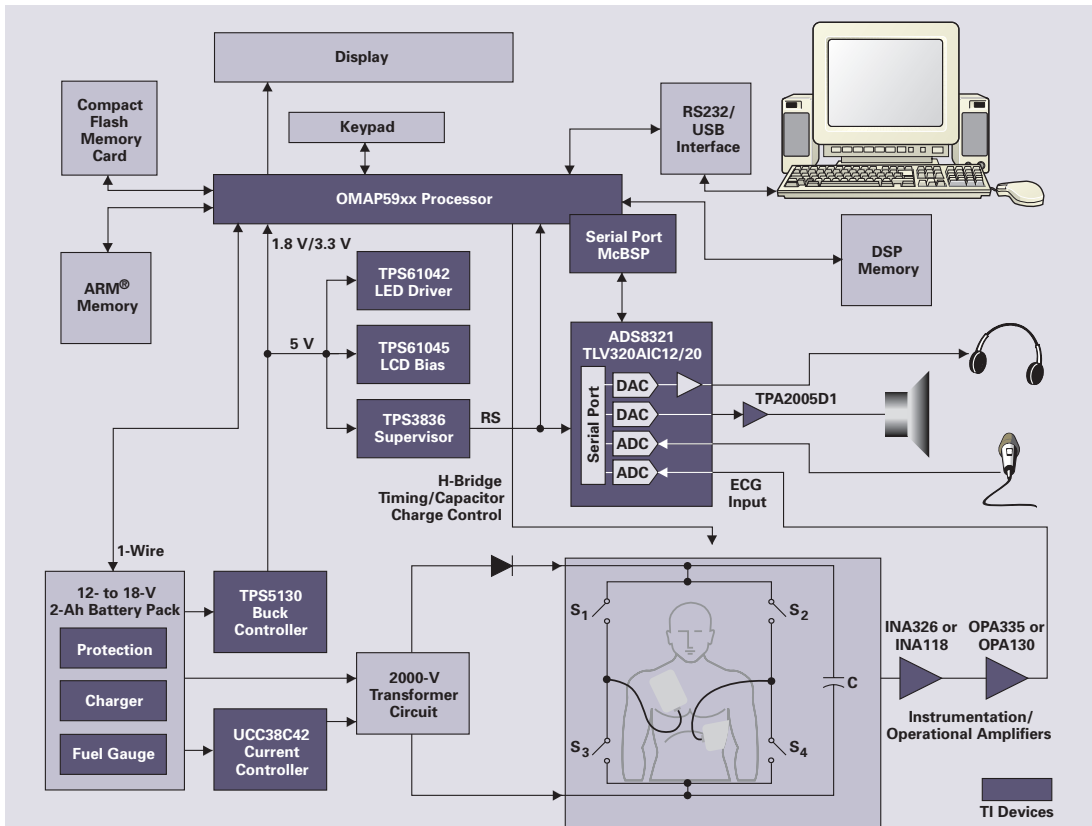 Display
Compact
Flash
Memory
Card
Keypad
RS232/
USB
Interface
OMAP59xx Processor
Serial Port
McBSP
DSP
Memory
ARM®
Memory
1.8 V/3.3 V
TPS61042
LED Driver
5 V
TPS61045
LCD Bias
TPS3836
Supervisor
RS
ADS8321
TLV320AIC12/20
Serial Port
DAC
DAC
ADC
ADC
TPA2005D1
H-Bridge
Timing/Capacitor
Charge Control
ECG
Input
1-Wire
12- to 18-V
2-Ah Battery Pack
Protection
Charger
Fuel Gauge
TPS5130
Buck
Controller
UCC38C42
Current
Controller
2000-V
Transformer
Circuit
S1
S2
S3
S4
C
INA326 or
INA118
OPA335 or
OPA130
Instrumentation/
Operational Amplifiers
TI Devices